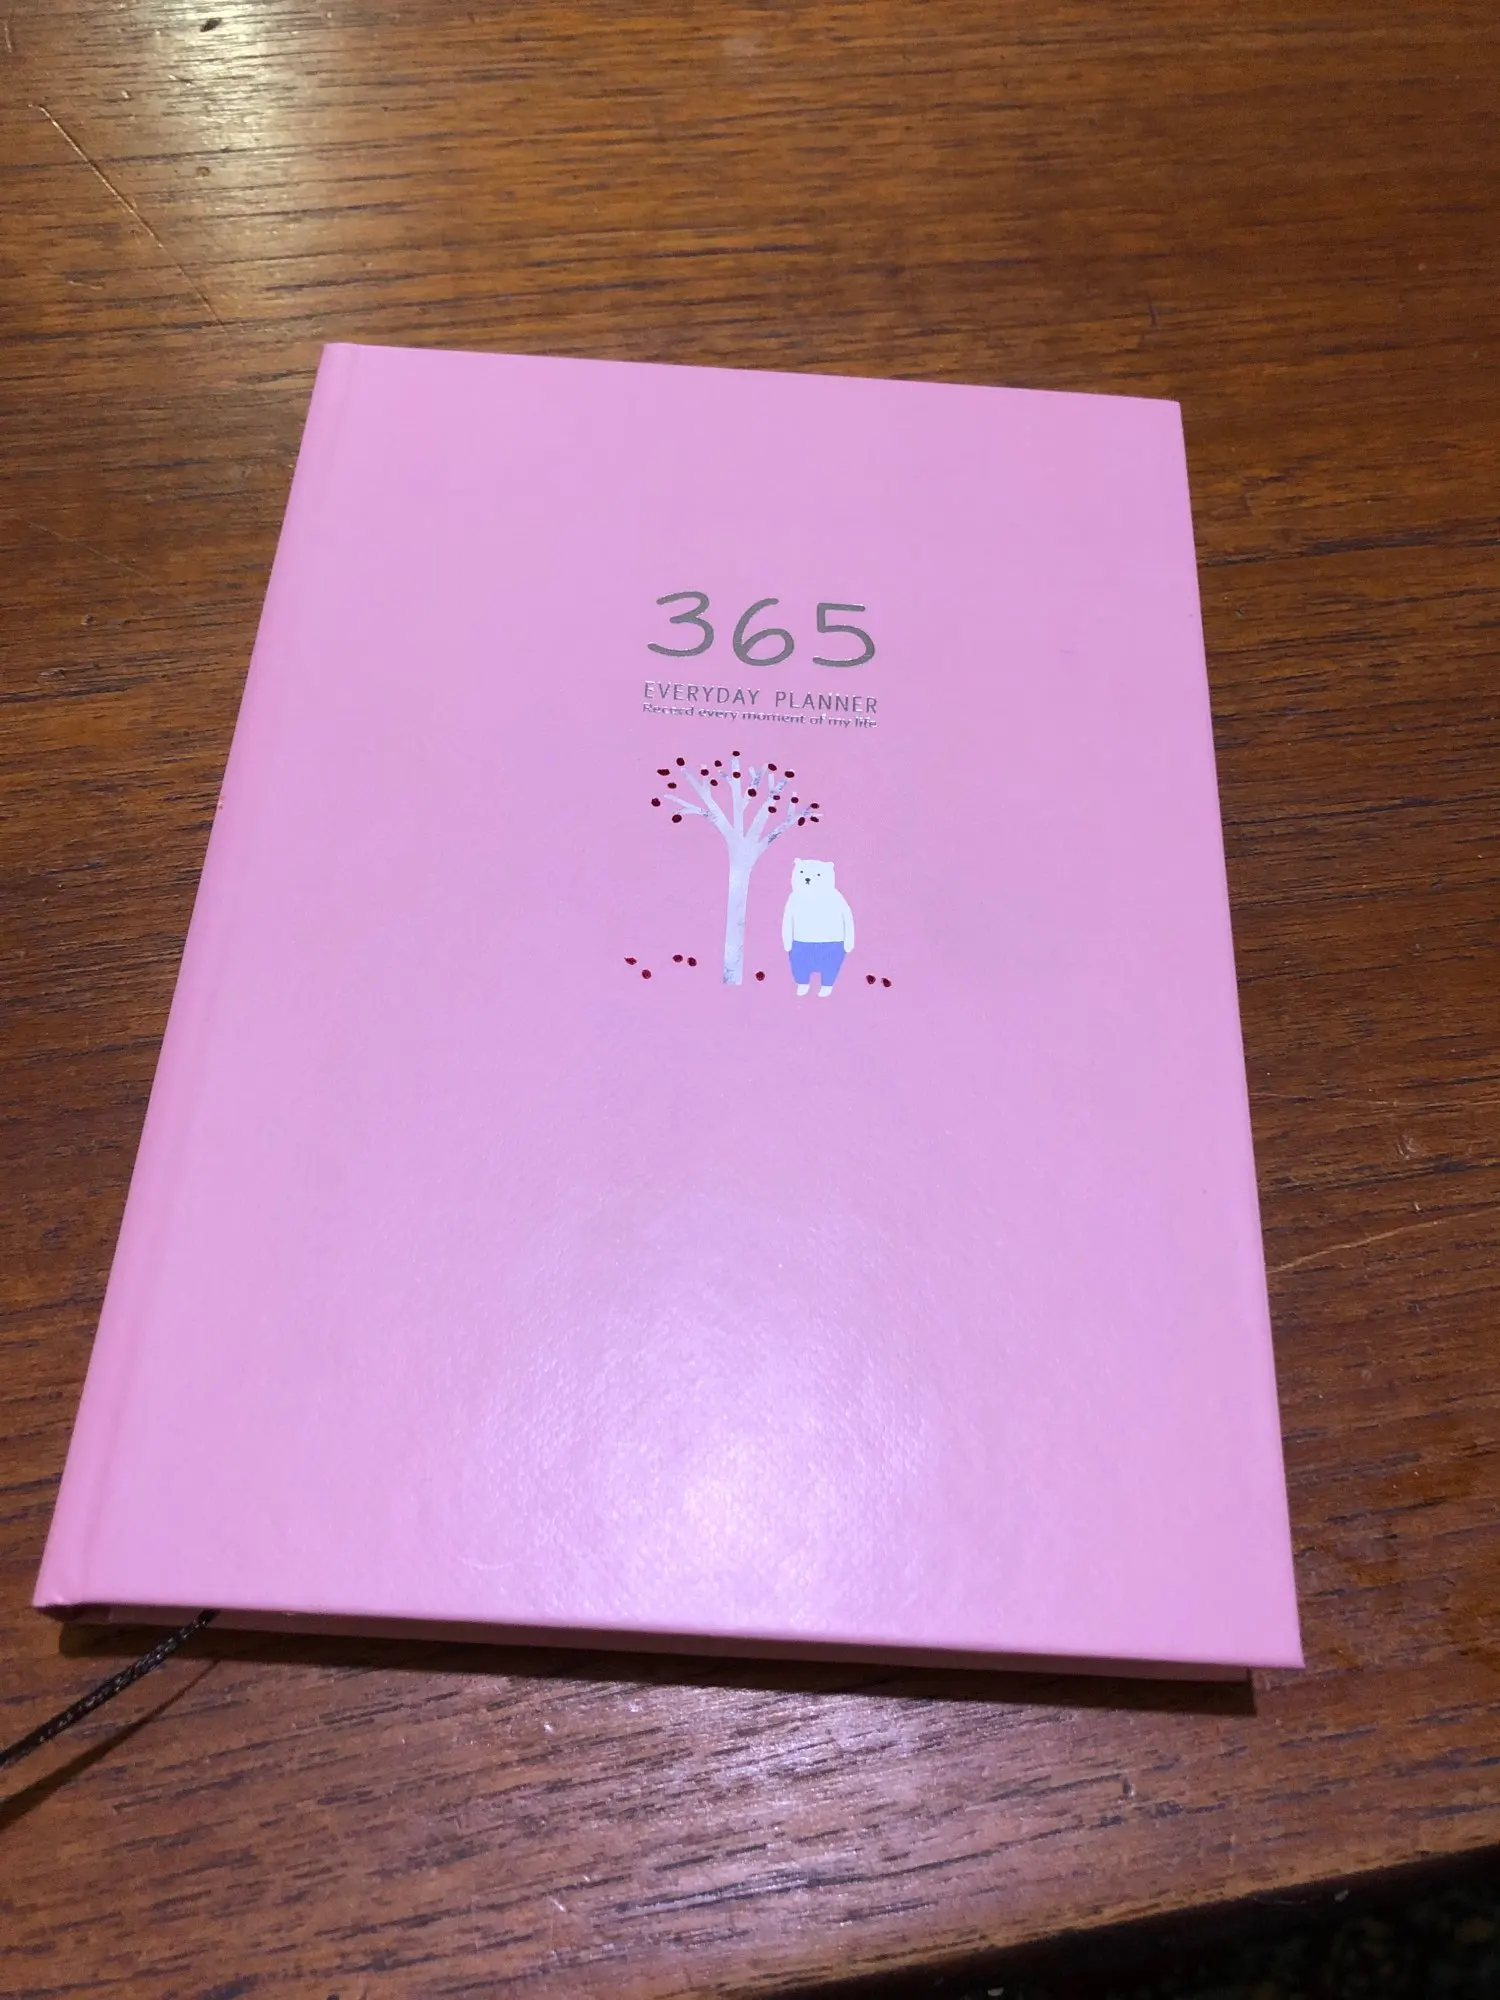 365
EVERYDAY PLANNER
Record every moment of my life